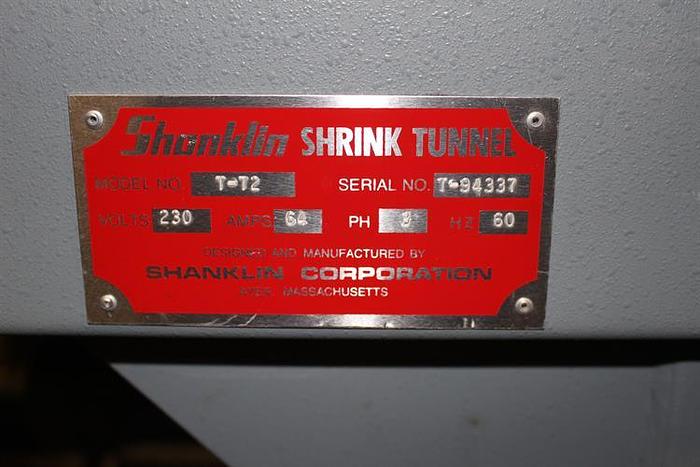 Shanklin SHRINK TUNNEL
MODEL NO. T-T2 SERIAL NO. T-94337
VOLTS 230 AMPS 64 PH 3 HZ 60
DESIGNED AND MANUFACTURED BY
SHANKLIN CORPORATION
AYER, MASSACHUSETTS